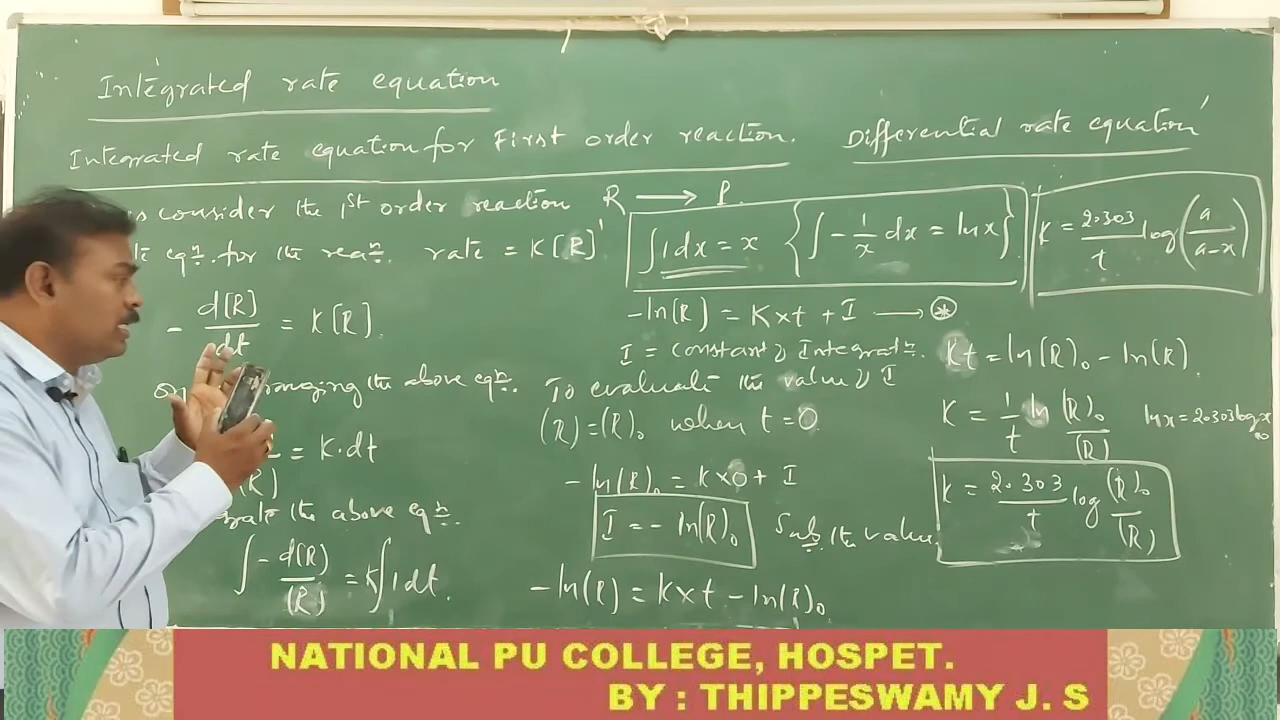 Integrated rate equation
Integrated rate equation for First order reaction.
Differential rate equation
consider the 1st order reaction R ⟶ P.
eqn. for the rean. rate = K[R]¹
- d[R]/dt = K[R].
the above eqn.
= K·dt
(R)
the above eqn.
∫ - d(R)/(R) = K∫1dt.
∫1dx = x {∫ -1/x dx = ln x}
-ln(R) = K×t + I ⟶ ⊛
I = constant of Integratn.
To evaluate the value of I
(R) = (R)₀ when t = 0
- ln(R)₀ = K×0 + I
I = - ln(R)₀
Sub. the value
-ln(R) = K×t - ln(R)₀
K = 2.303/t log(a/a-x)
Kt = ln(R)₀ - ln(R).
K = 1/t ln (R)₀/(R)
ln x = 2.303 log x
K = 2.303/t log (R)₀/(R)
NATIONAL PU COLLEGE, HOSPET.
BY : THIPPESWAMY J. S